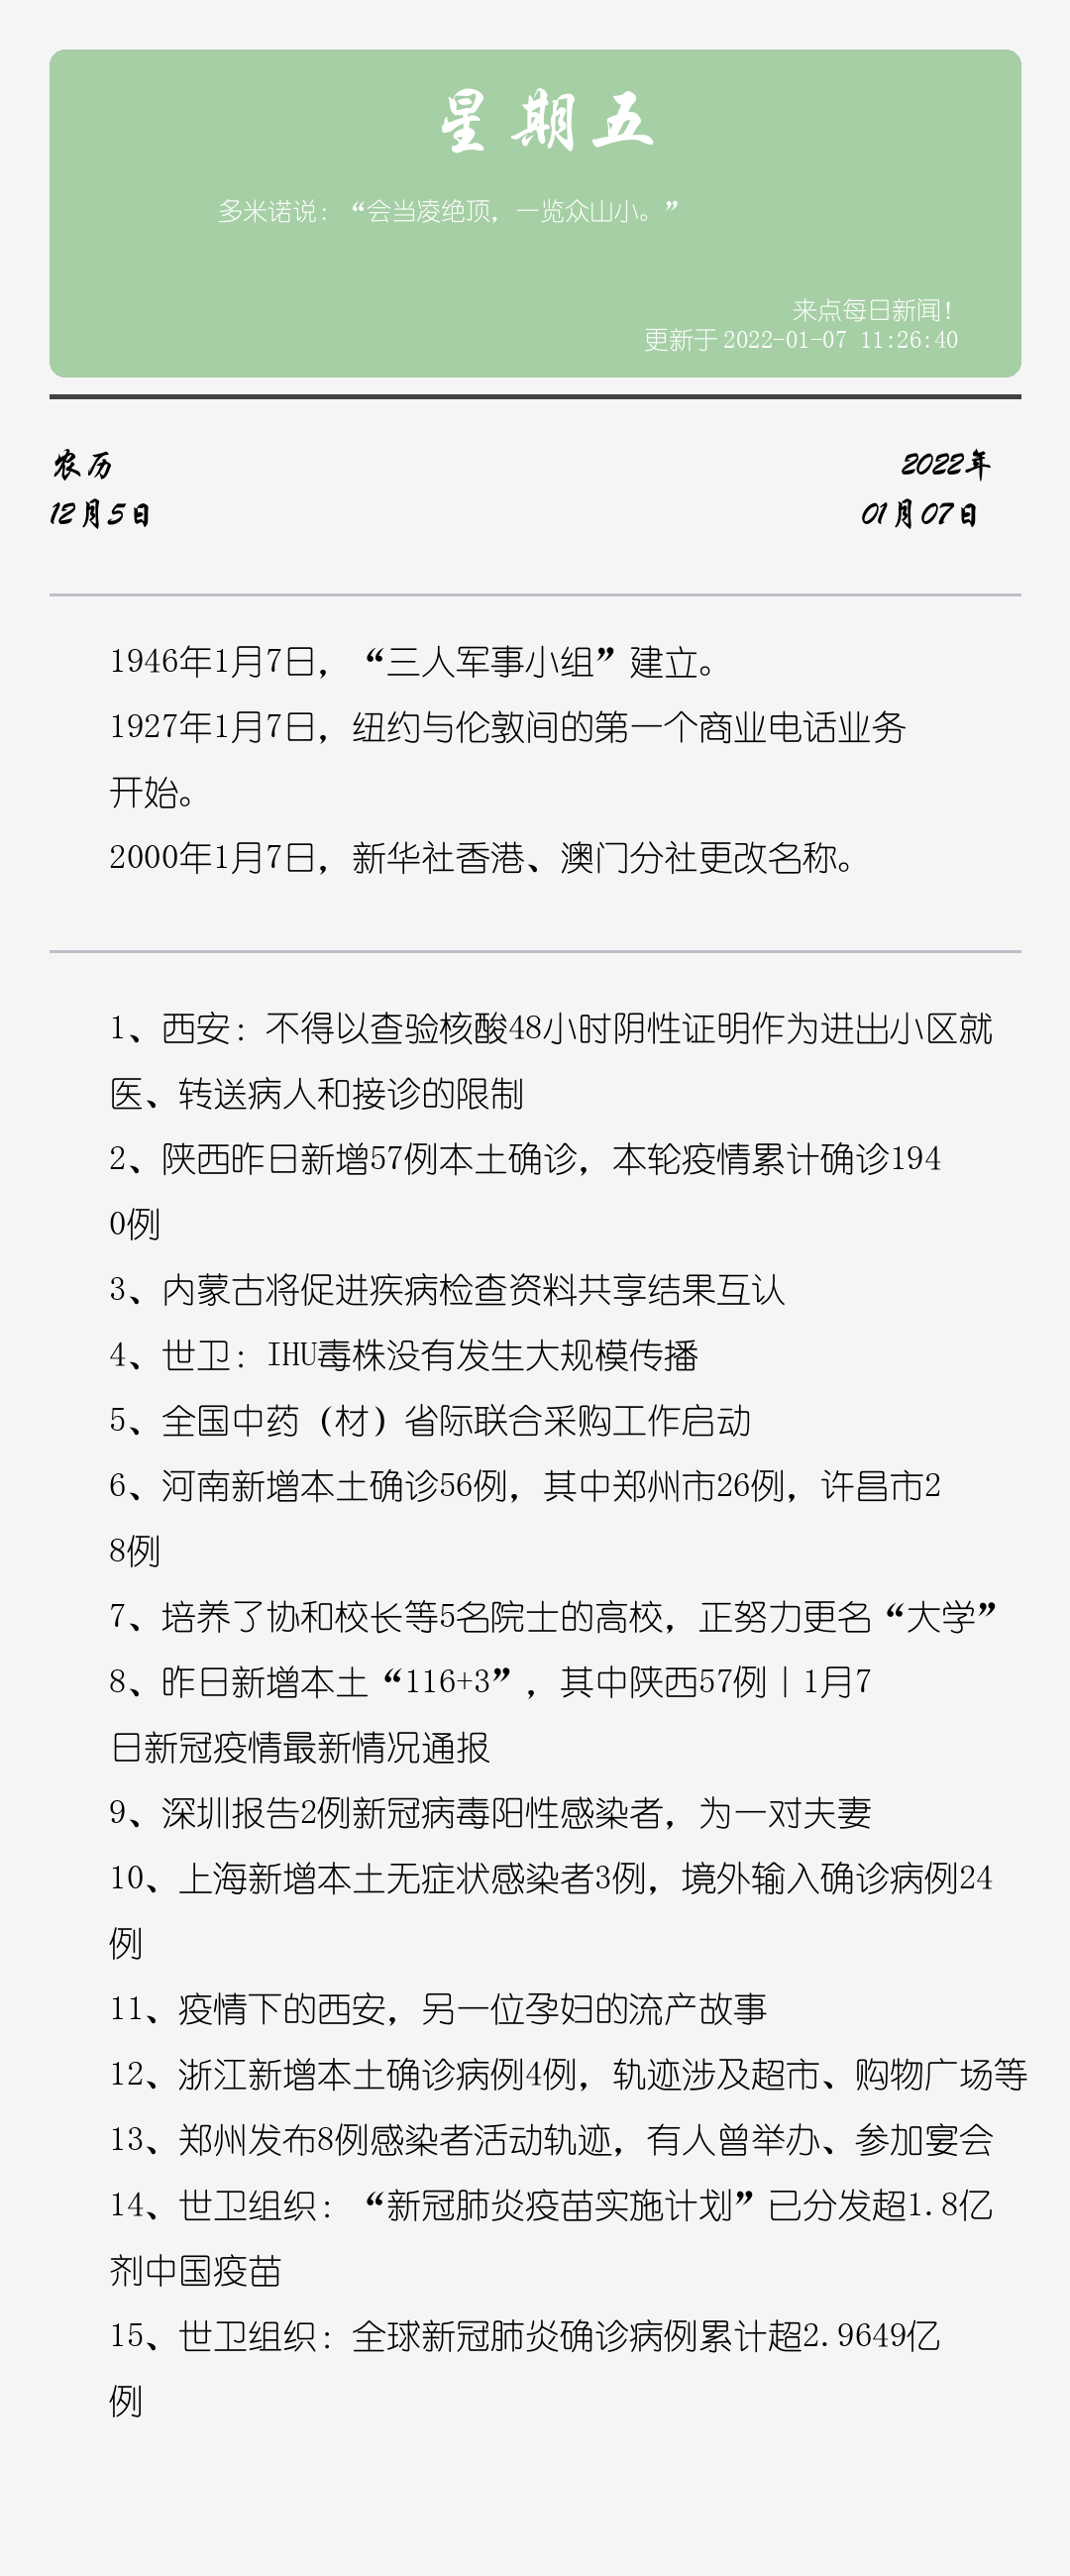 星期五
多米诺说：“会当凌绝顶，一览众山小。”
来点每日新闻！
更新于 2022-01-07 11:26:40
农历
2022年
12月5日
01月07日
1946年1月7日，“三人军事小组”建立。
1927年1月7日，纽约与伦敦间的第一个商业电话业务
开始。
2000年1月7日，新华社香港、澳门分社更改名称。
1、西安：不得以查验核酸48小时阴性证明作为进出小区就
医、转送病人和接诊的限制
2、陕西昨日新增57例本土确诊，本轮疫情累计确诊194
0例
3、内蒙古将促进疾病检查资料共享结果互认
4、世卫：IHU毒株没有发生大规模传播
5、全国中药（材）省际联合采购工作启动
6、河南新增本土确诊56例，其中郑州市26例，许昌市2
8例
7、培养了协和校长等5名院士的高校，正努力更名“大学”
8、昨日新增本土“116+3”，其中陕西57例｜1月7
日新冠疫情最新情况通报
9、深圳报告2例新冠病毒阳性感染者，为一对夫妻
10、上海新增本土无症状感染者3例，境外输入确诊病例24
例
11、疫情下的西安，另一位孕妇的流产故事
12、浙江新增本土确诊病例4例，轨迹涉及超市、购物广场等
13、郑州发布8例感染者活动轨迹，有人曾举办、参加宴会
14、世卫组织：“新冠肺炎疫苗实施计划”已分发超1.8亿
剂中国疫苗
15、世卫组织：全球新冠肺炎确诊病例累计超2.9649亿
例